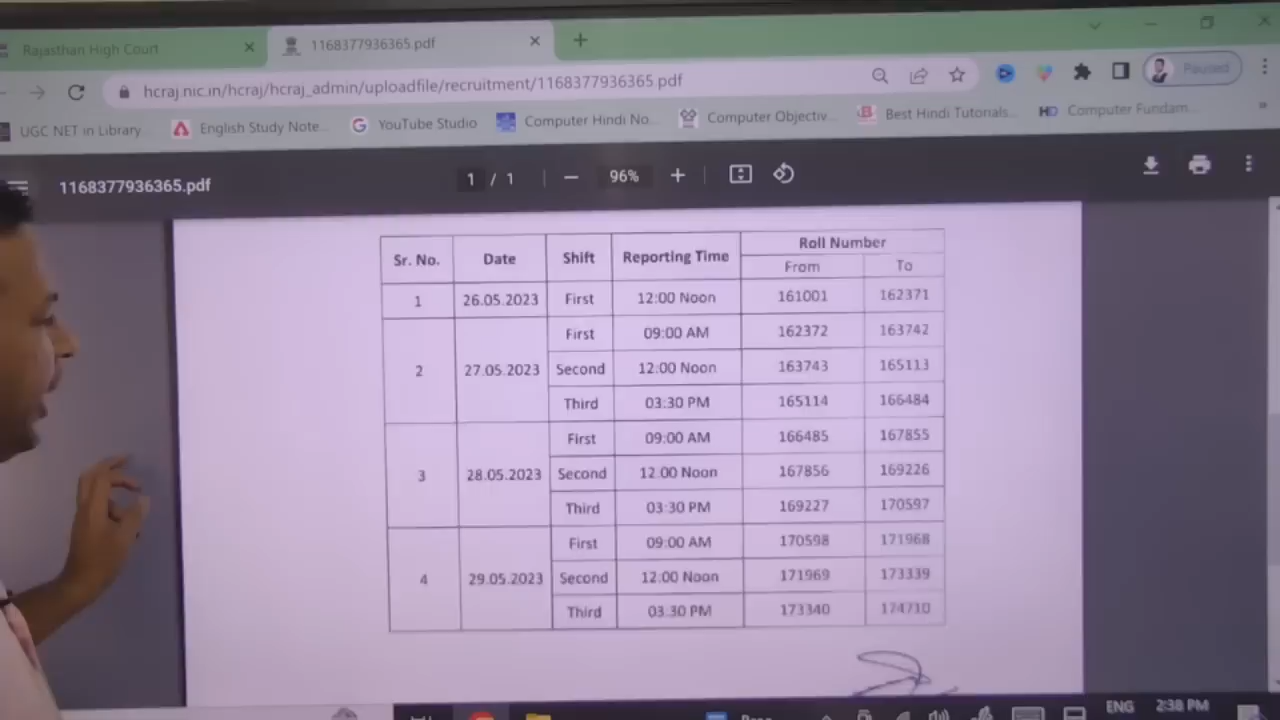 Rajasthan High Court
1168377936365.pdf
hcraj.nic.in/hcraj/hcraj_admin/uploadfile/recruitment/1168377936365.pdf
Paused
UGC NET in Library
English Study Note...
YouTube Studio
Computer Hindi No...
Computer Objectiv...
Best Hindi Tutorials...
HD Computer Fundam...
1168377936365.pdf
1 / 1
96%
Sr. No. Date Shift Reporting Time Roll Number
From To
1 26.05.2023 First 12:00 Noon 161001 162371
First 09:00 AM 162372 163742
2 27.05.2023 Second 12:00 Noon 163743 165113
Third 03:30 PM 165114 166484
First 09:00 AM 166485 167855
3 28.05.2023 Second 12.00 Noon 167856 169226
Third 03:30 PM 169227 170597
First 09:00 AM 170598 171968
4 29.05.2023 Second 12:00 Noon 171969 173339
Third 03.30 PM 173340 174710
ENG 2:38 PM